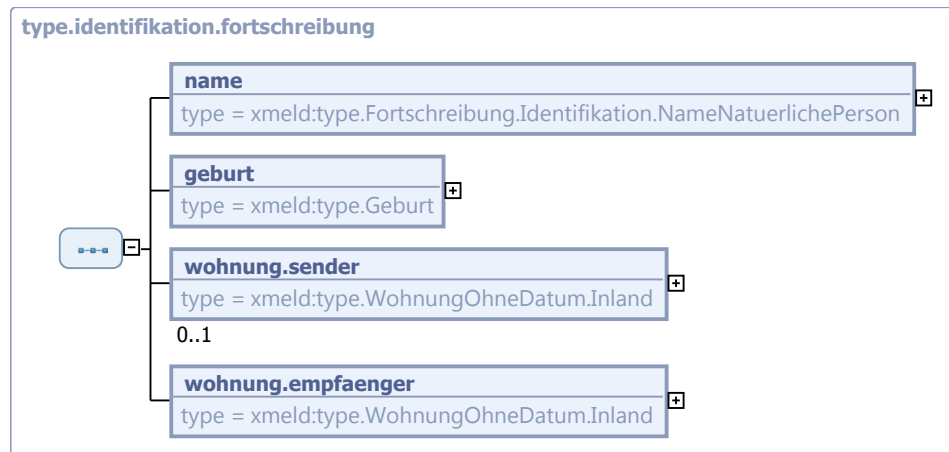 type.identifikation.fortschreibung
name
type = xmeld:type.Fortschreibung.Identifikation.NameNatuerlichePerson
geburt
type = xmeld:type.Geburt
wohnung.sender
type = xmeld:type.WohnungOhneDatum.Inland
0..1
wohnung.empfaenger
type = xmeld:type.WohnungOhneDatum.Inland